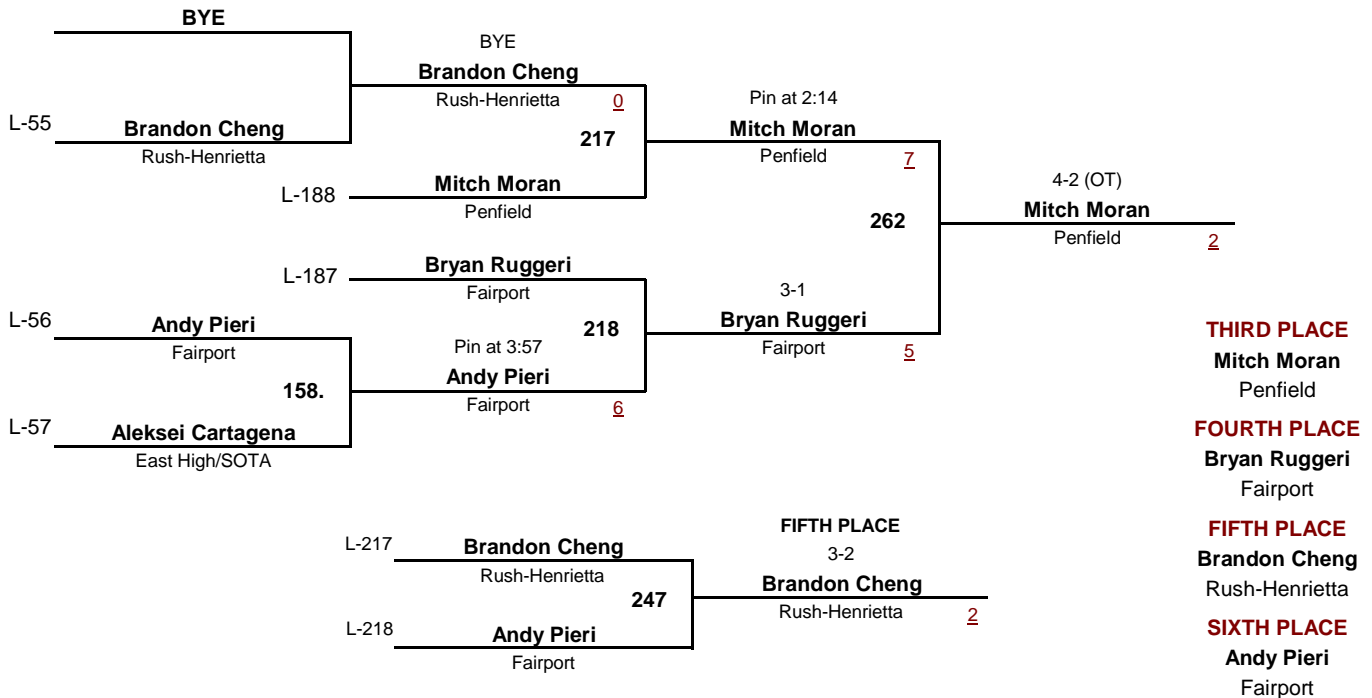 BYE
BYE
Brandon Cheng
Rush-Henrietta 0
L-55
Brandon Cheng
Rush-Henrietta
217
Pin at 2:14
Mitch Moran
Penfield 7
L-188
Mitch Moran
Penfield
262
4-2 (OT)
Mitch Moran
Penfield 2
L-187
Bryan Ruggeri
Fairport
218
3-1
Bryan Ruggeri
Fairport 5
L-56
Andy Pieri
Fairport
158.
Pin at 3:57
Andy Pieri
Fairport 6
L-57
Aleksei Cartagena
East High/SOTA
THIRD PLACE
Mitch Moran
Penfield
FOURTH PLACE
Bryan Ruggeri
Fairport
FIFTH PLACE
Brandon Cheng
Rush-Henrietta
SIXTH PLACE
Andy Pieri
Fairport
L-217
Brandon Cheng
Rush-Henrietta
247
FIFTH PLACE
3-2
Brandon Cheng
Rush-Henrietta 2
L-218
Andy Pieri
Fairport